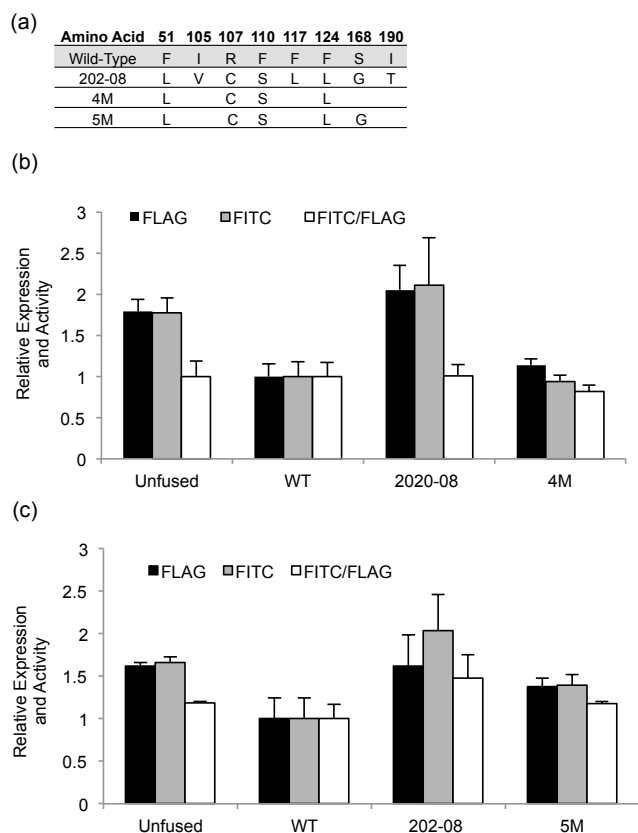 (a)
Amino Acid 51 105 107 110 117 124 168 190
Wild-Type F I R F F F S I
202-08 L V C S L L G T
4M L C S L
5M L C S L G
(b)
3
2.5
2
1.5
1
0.5
0
Relative Expression
and Activity
FLAG FITC FITC/FLAG
Unfused WT 2020-08 4M
(c)
3
2.5
2
1.5
1
0.5
0
Relative Expression
and Activity
FLAG FITC FITC/FLAG
Unfused WT 202-08 5M